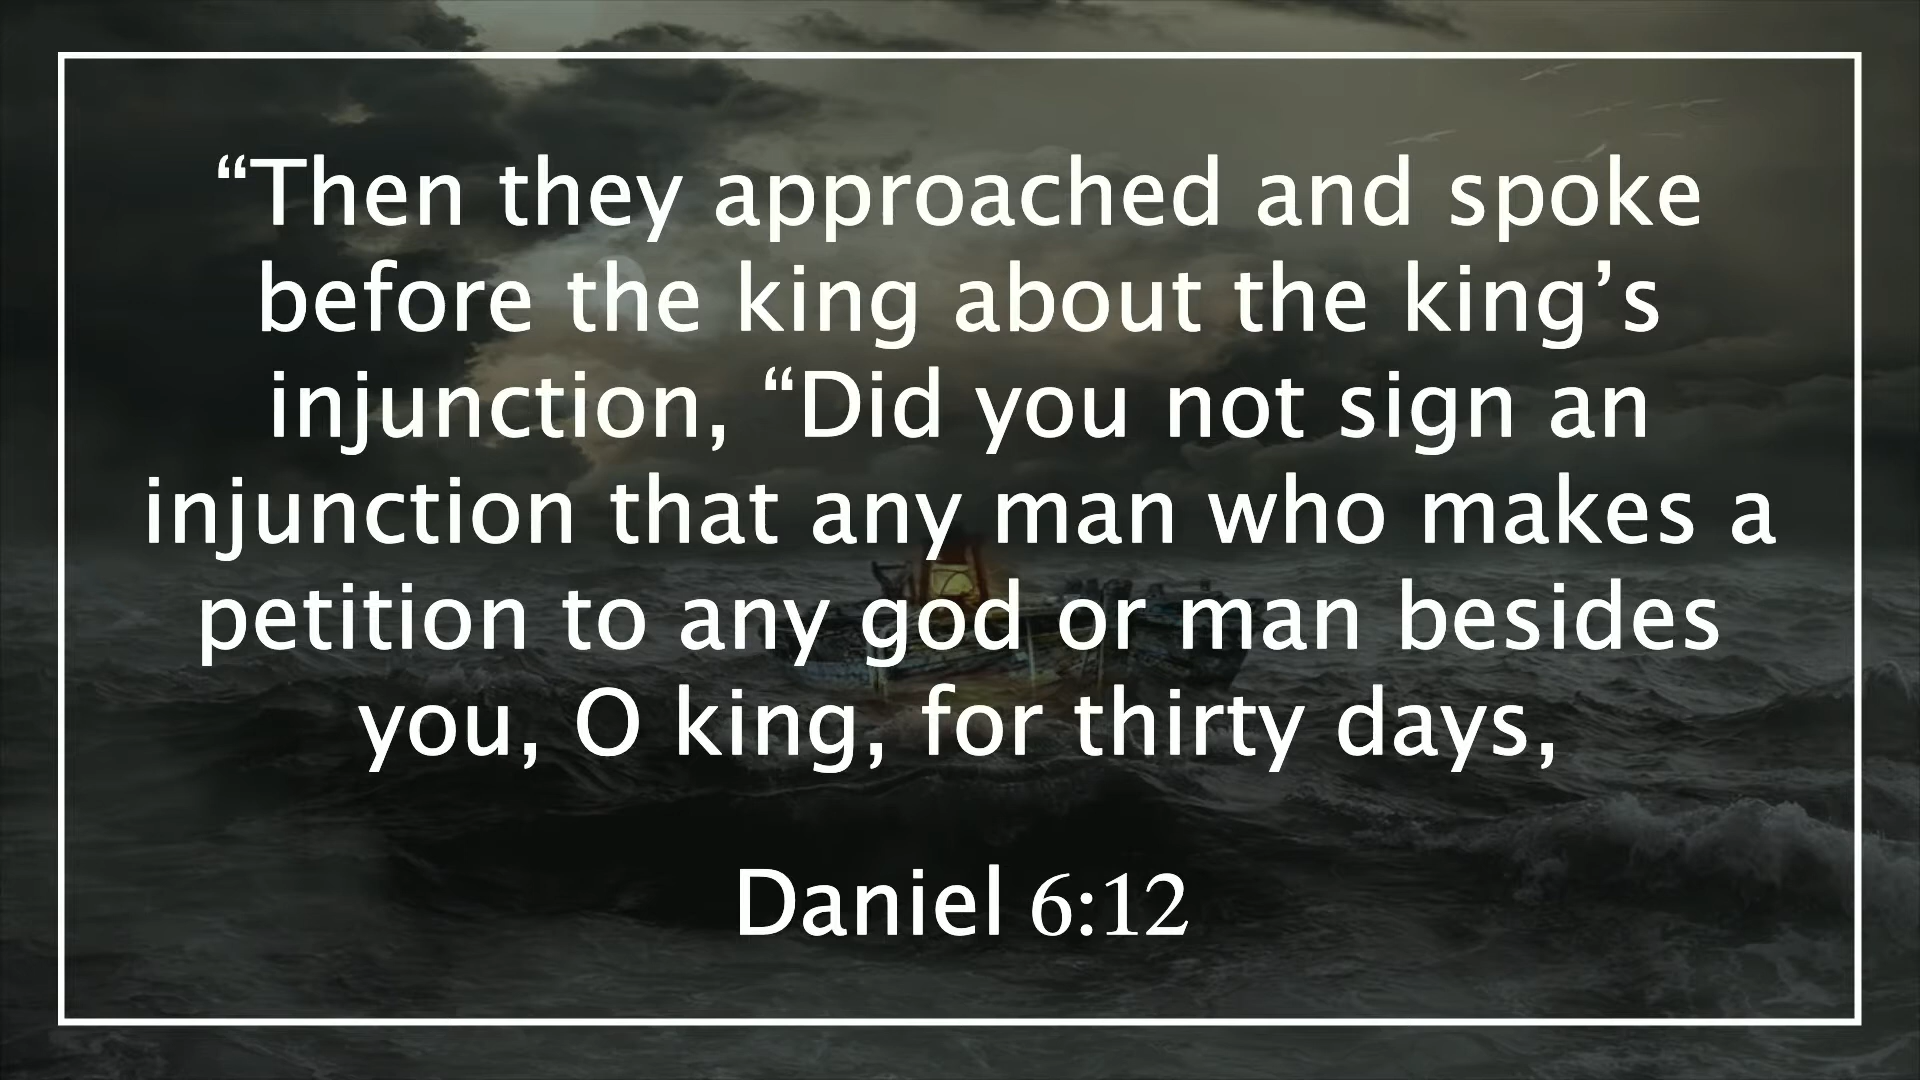 “Then they approached and spoke
before the king about the king’s
injunction, “Did you not sign an
injunction that any man who makes a
petition to any god or man besides
you, O king, for thirty days,
Daniel 6:12